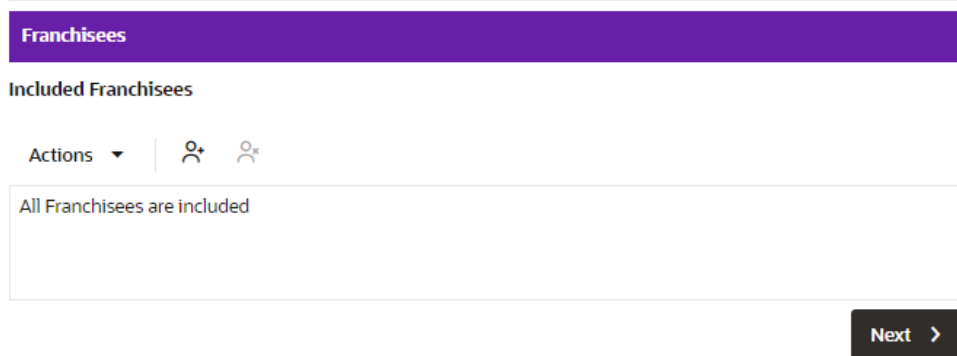 Franchisees
Included Franchisees
Actions
All Franchisees are included
Next